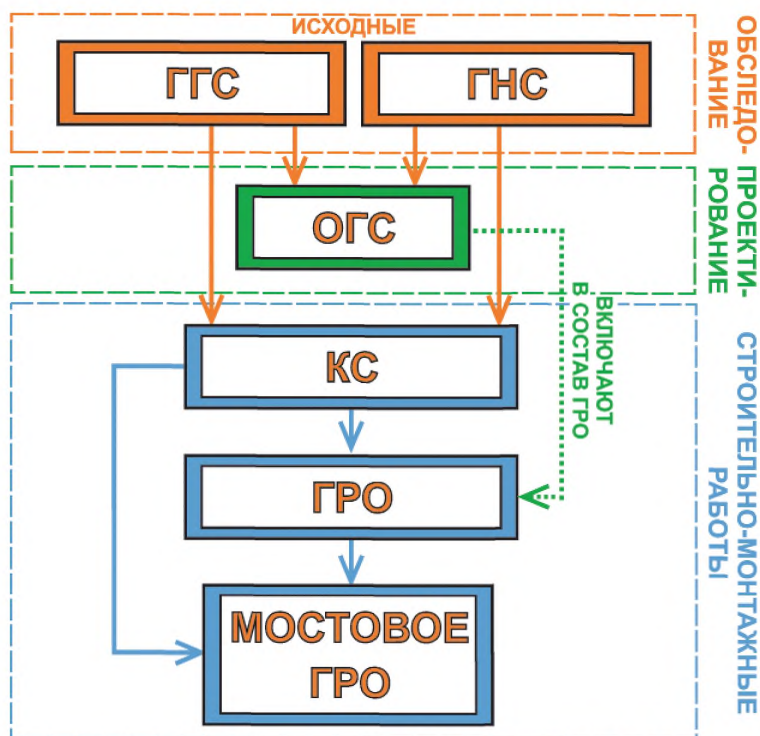 ИСХОДНЫЕ
ГГС
ГНС
ОБСЛЕДО-
ВАНИЕ
ОГС
ПРОЕКТИ-
РОВАНИЕ
ВКЛЮЧАЮТ
В СОСТАВ ГРО
КС
ГРО
МОСТОВОЕ
ГРО
СТРОИТЕЛЬНО-МОНТАЖНЫЕ
РАБОТЫ